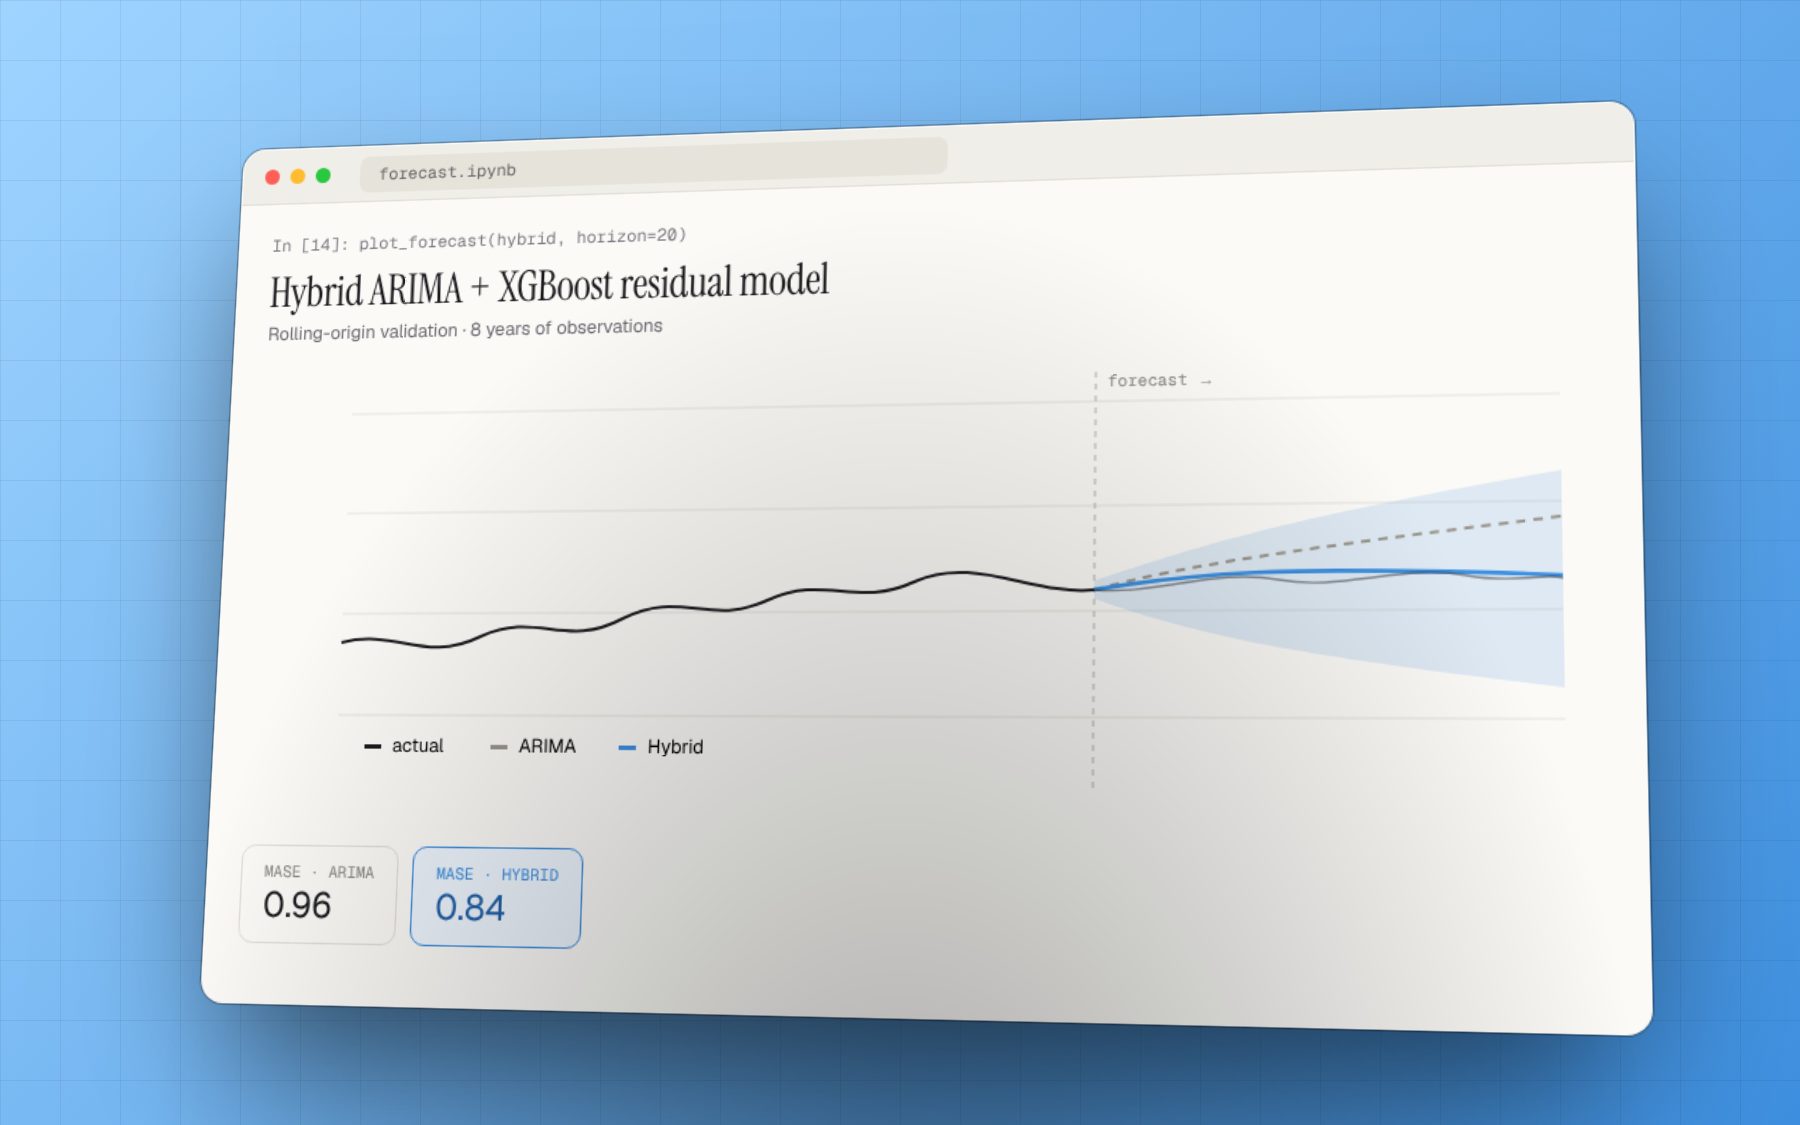 forecast.ipynb
In [14]: plot_forecast(hybrid, horizon=20)
Hybrid ARIMA + XGBoost residual model
Rolling-origin validation · 8 years of observations
forecast →
actual ARIMA Hybrid
MASE · ARIMA MASE · HYBRID
0.96 0.84